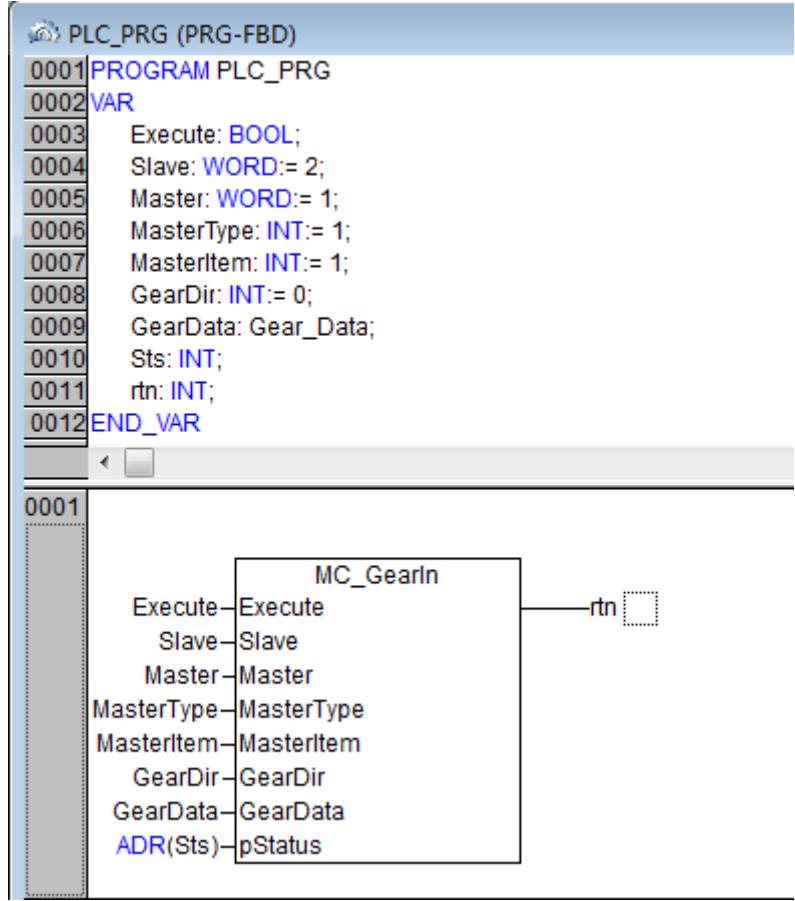 PLC_PRG (PRG-FBD)
0001 PROGRAM PLC_PRG
0002 VAR
0003 Execute: BOOL;
0004 Slave: WORD:= 2;
0005 Master: WORD:= 1;
0006 MasterType: INT:= 1;
0007 MasterItem: INT:= 1;
0008 GearDir: INT:= 0;
0009 GearData: Gear_Data;
0010 Sts: INT;
0011 rtn: INT;
0012 END_VAR
0001
MC_GearIn
Execute Execute rtn
Slave Slave
Master Master
MasterType MasterType
MasterItem MasterItem
GearDir GearDir
GearData GearData
ADR(Sts) pStatus